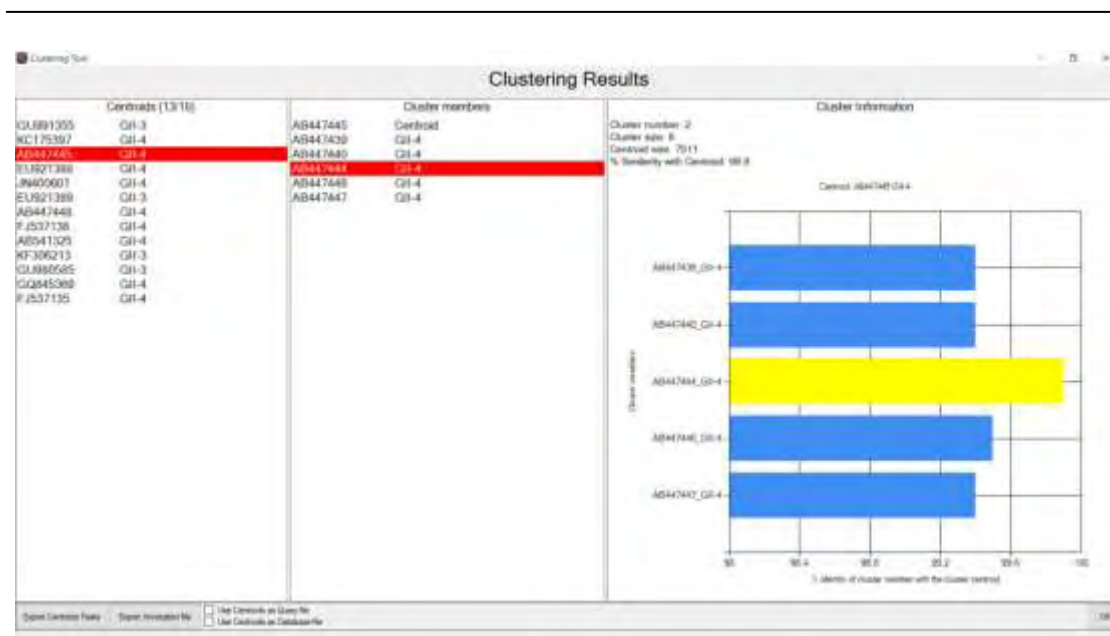 Clustering Tool
Clustering Results
Centroids (13/18)
GU991355 GII-3
KC175397 GII-4
AB447445 GII-4
EU921388 GII-4
JN400601 GII-4
EU921389 GII-3
AB447448 GII-4
FJ537138 GII-4
AB541325 GII-4
KF306213 GII-3
GU980585 GII-3
GQ845369 GII-4
FJ537135 GII-4
Cluster members
AB447445 Centroid
AB447439 GII-4
AB447440 GII-4
AB447444 GII-4
AB447446 GII-4
AB447447 GII-4
Cluster Information
Cluster number: 2
Cluster size: 6
Centroid size: 7511
% Similarity with Centroid: 99.9
Centroid: AB447445 GII-4
AB447439_GII-4
AB447440_GII-4
AB447444_GII-4
AB447446_GII-4
AB447447_GII-4
Cluster members
98 98.4 98.8 99.2 99.6 100
% identity of cluster member with the cluster centroid
Export Centroids Fasta
Export Annotation file
Use Centroids as Query file
Use Centroids as Database file